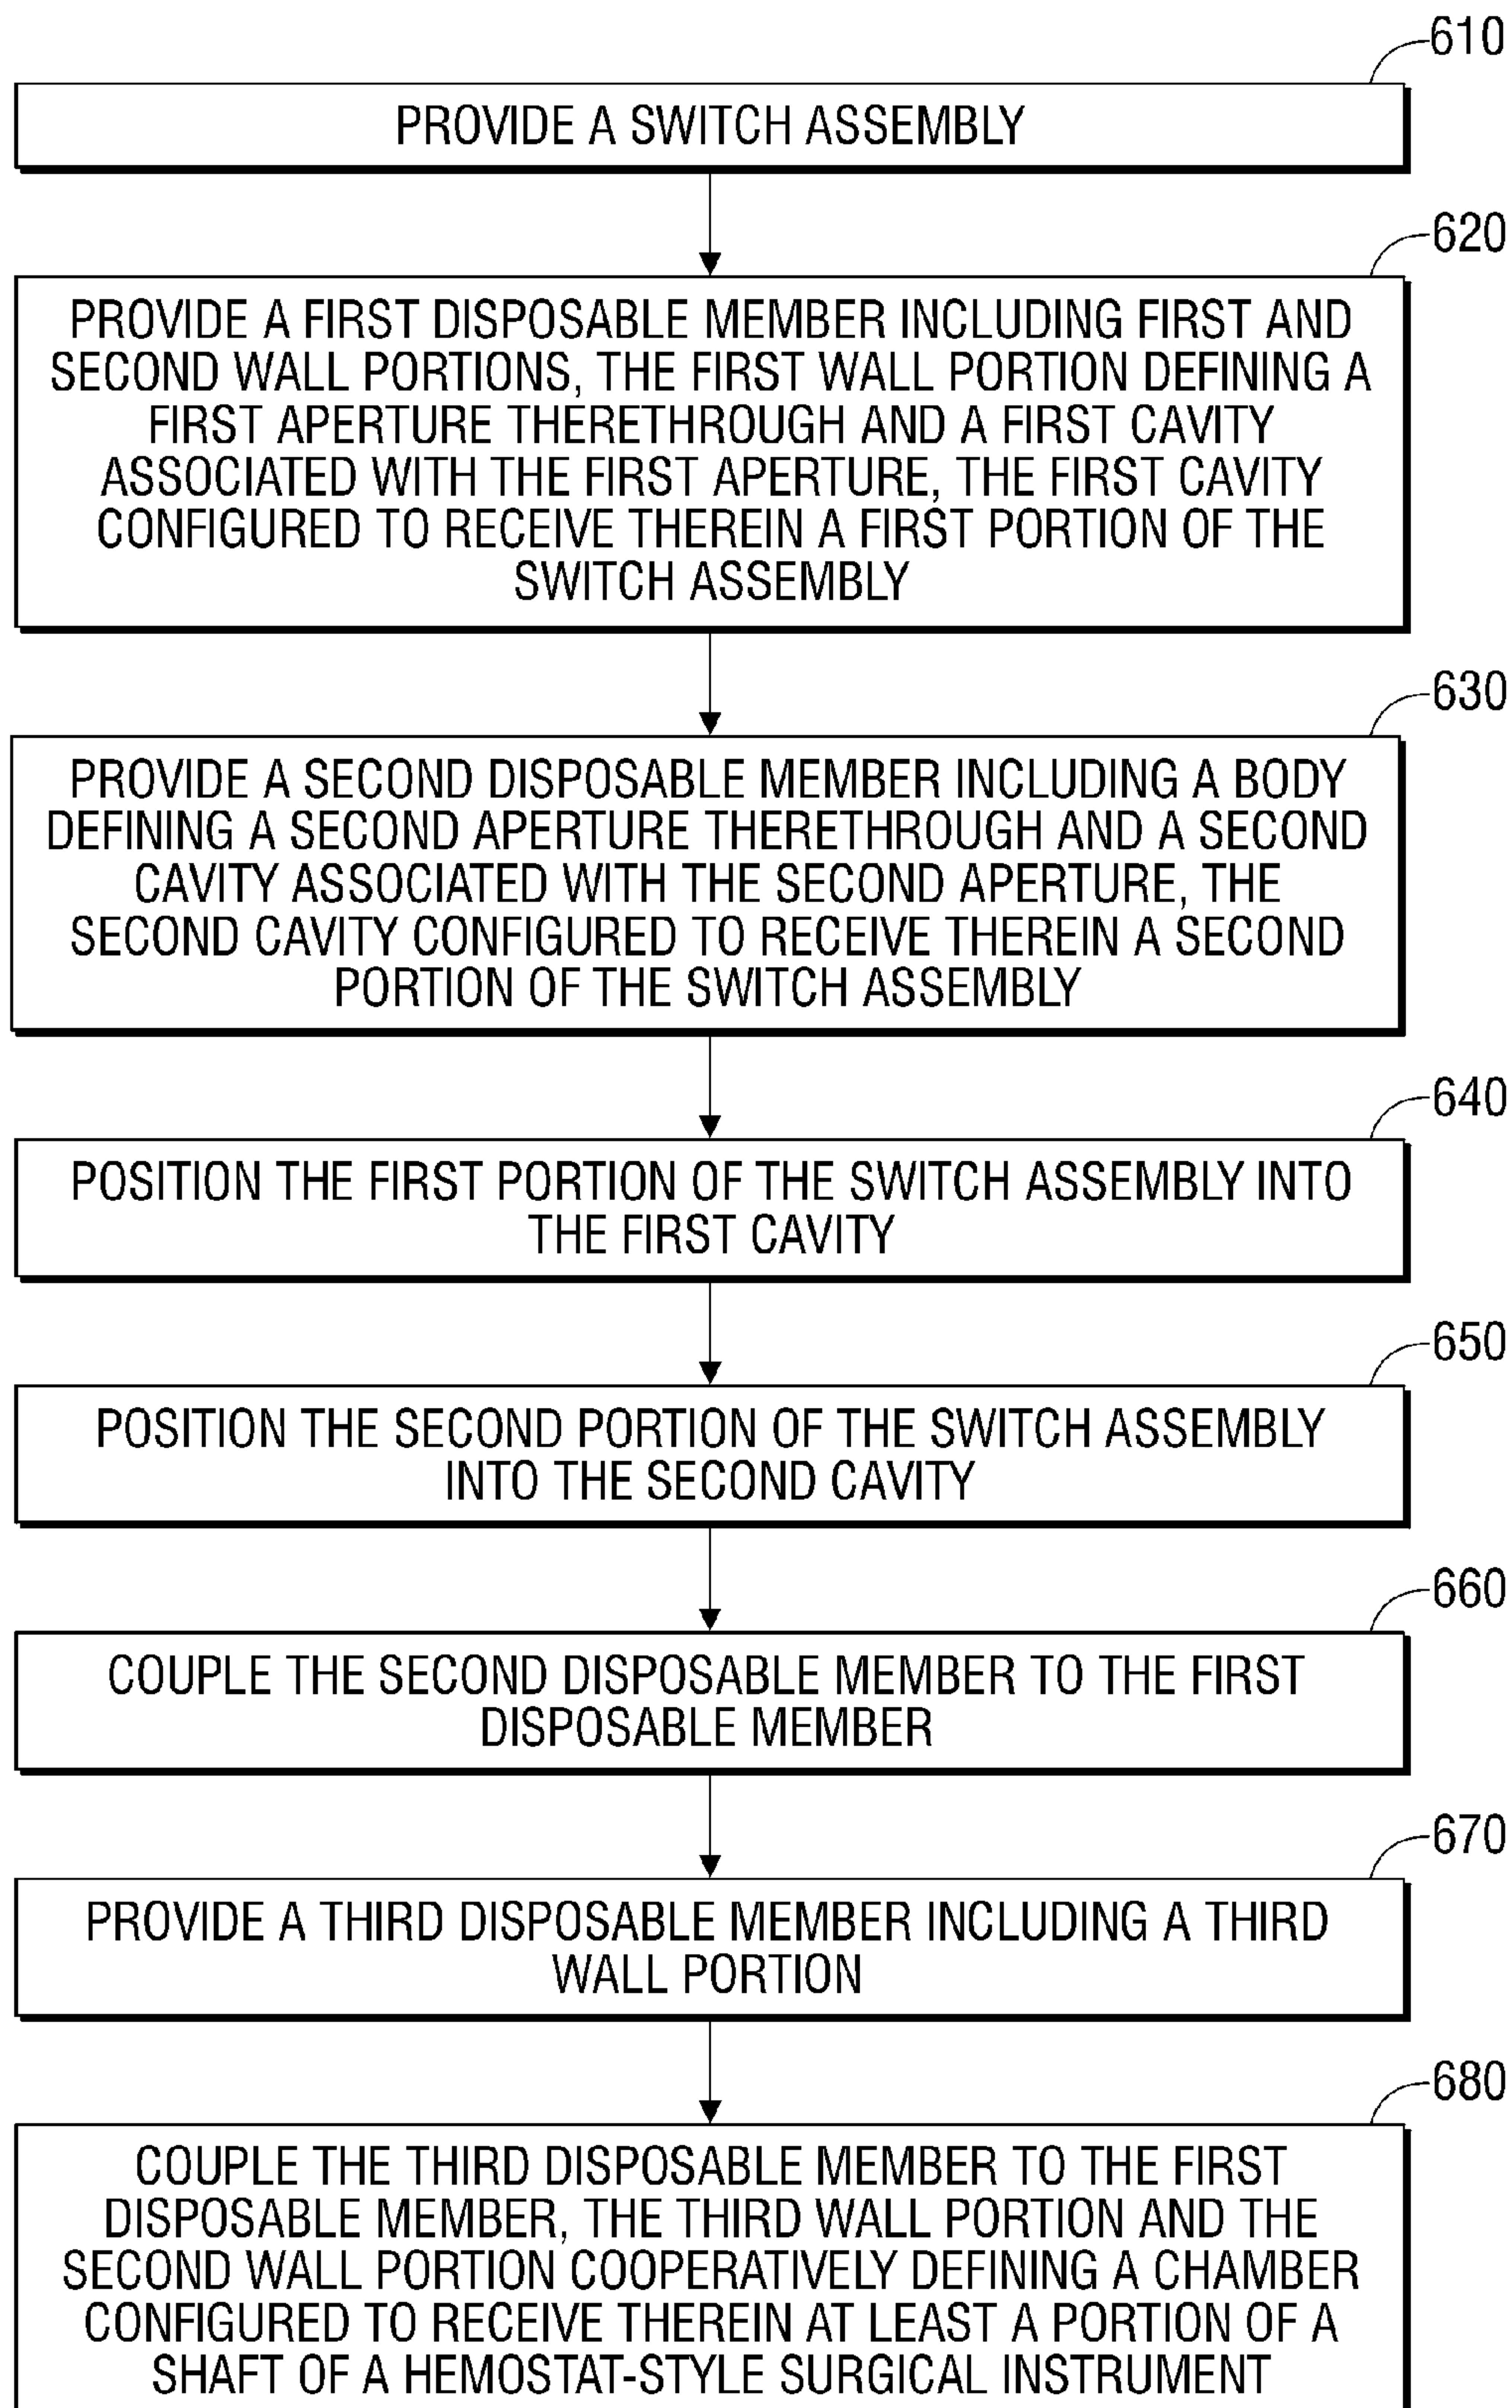 610
PROVIDE A SWITCH ASSEMBLY
620
PROVIDE A FIRST DISPOSABLE MEMBER INCLUDING FIRST AND
SECOND WALL PORTIONS, THE FIRST WALL PORTION DEFINING A
FIRST APERTURE THERETHROUGH AND A FIRST CAVITY
ASSOCIATED WITH THE FIRST APERTURE, THE FIRST CAVITY
CONFIGURED TO RECEIVE THEREIN A FIRST PORTION OF THE
SWITCH ASSEMBLY
630
PROVIDE A SECOND DISPOSABLE MEMBER INCLUDING A BODY
DEFINING A SECOND APERTURE THERETHROUGH AND A SECOND
CAVITY ASSOCIATED WITH THE SECOND APERTURE, THE
SECOND CAVITY CONFIGURED TO RECEIVE THEREIN A SECOND
PORTION OF THE SWITCH ASSEMBLY
640
POSITION THE FIRST PORTION OF THE SWITCH ASSEMBLY INTO
THE FIRST CAVITY
650
POSITION THE SECOND PORTION OF THE SWITCH ASSEMBLY
INTO THE SECOND CAVITY
660
COUPLE THE SECOND DISPOSABLE MEMBER TO THE FIRST
DISPOSABLE MEMBER
670
PROVIDE A THIRD DISPOSABLE MEMBER INCLUDING A THIRD
WALL PORTION
680
COUPLE THE THIRD DISPOSABLE MEMBER TO THE FIRST
DISPOSABLE MEMBER, THE THIRD WALL PORTION AND THE
SECOND WALL PORTION COOPERATIVELY DEFINING A CHAMBER
CONFIGURED TO RECEIVE THEREIN AT LEAST A PORTION OF A
SHAFT OF A HEMOSTAT-STYLE SURGICAL INSTRUMENT